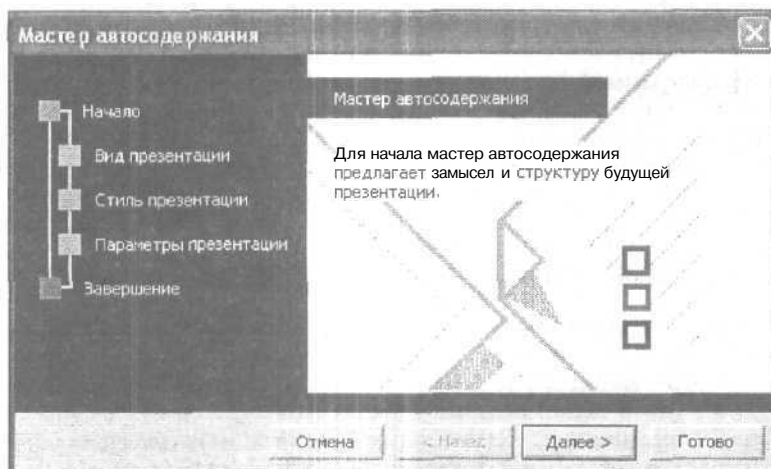 Мастер автосодержания
Начало
Вид презентации
Стиль презентации
Параметры презентации
Завершение
Мастер автосодержания
Для начала мастер автосодержания
предлагает замысел и структуру будущей
презентации.
Отмена
< Назад
Далее >
Готово